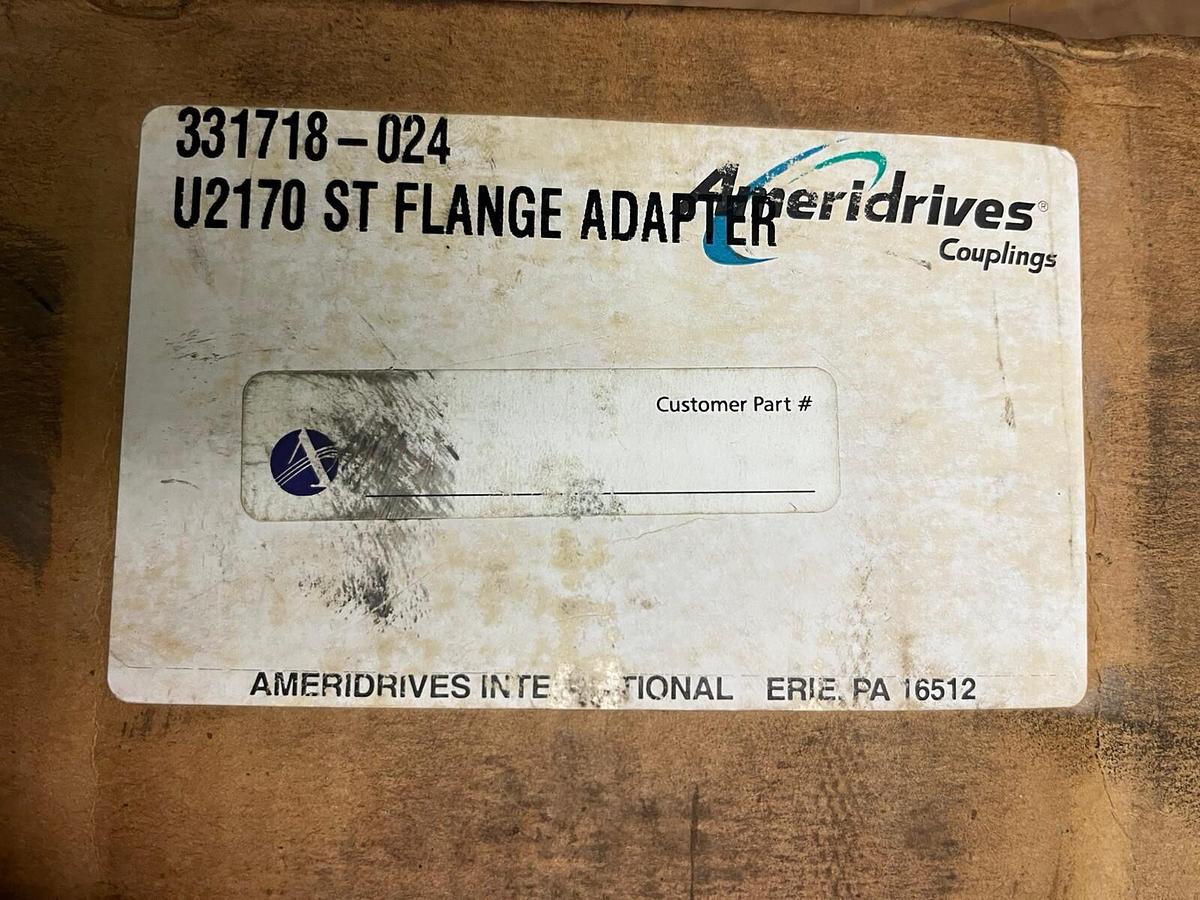 331718-024
U2170 ST FLANGE ADAPTER
Ameridrives®
Couplings
Customer Part #
AMERIDRIVES ERIE, PA 16512